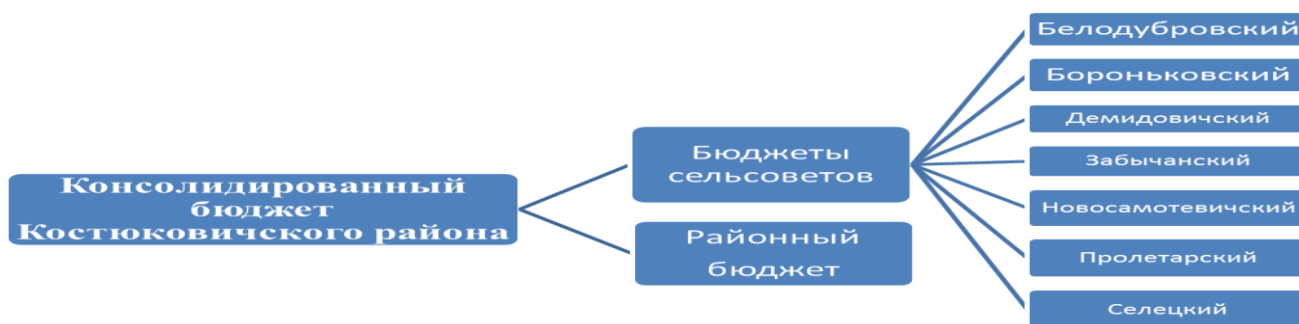 Консолидированный
бюджет
Костюковичского района
Бюджеты
сельсоветов
Районный
бюджет
Белодубровский
Бороньковский
Демидовичский
Забычанский
Новосамотевичский
Пролетарский
Селецкий